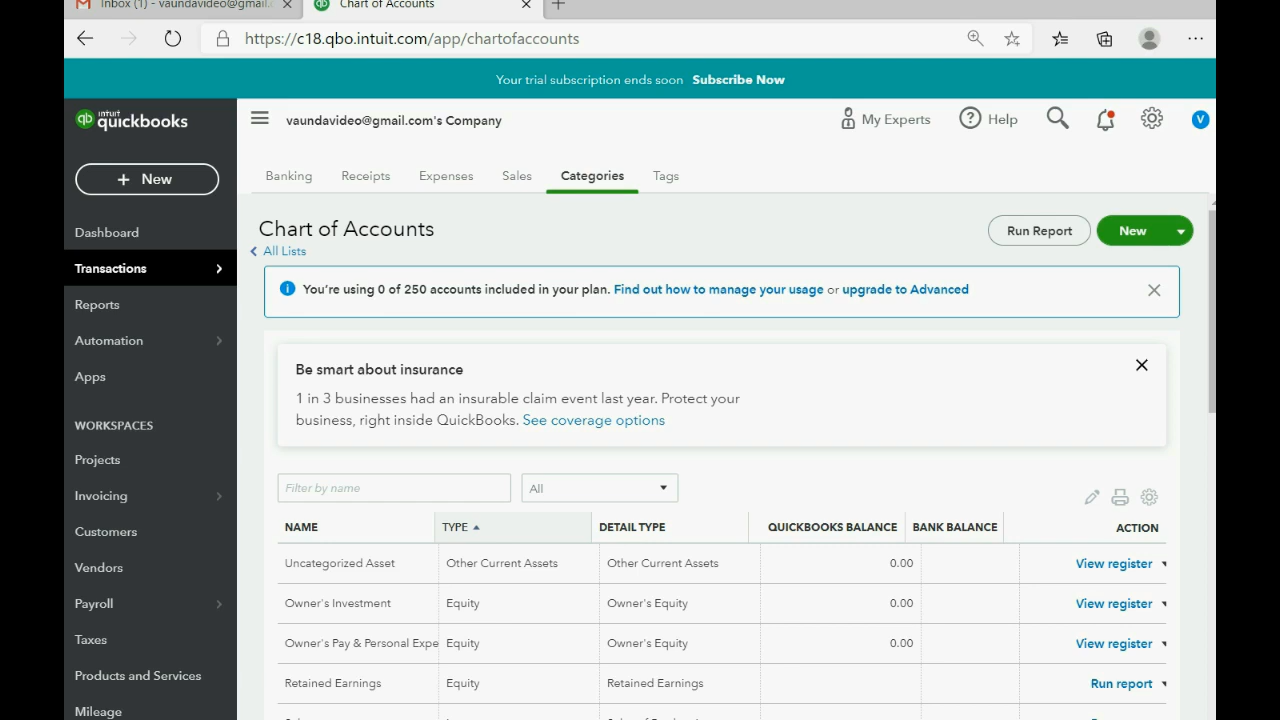 Inbox (1) - vaundavideo@gmail.c
Chart of Accounts
https://c18.qbo.intuit.com/app/chartofaccounts
Your trial subscription ends soon Subscribe Now
intuit
quickbooks
qb
vaundavideo@gmail.com's Company
My Experts
Help
V
+ New
Banking
Receipts
Expenses
Sales
Categories
Tags
Dashboard
Transactions
Reports
Automation
Apps
WORKSPACES
Projects
Invoicing
Customers
Vendors
Payroll
Taxes
Products and Services
Mileage
Chart of Accounts
All Lists
Run Report
New
You're using 0 of 250 accounts included in your plan. Find out how to manage your usage or upgrade to Advanced
Be smart about insurance
1 in 3 businesses had an insurable claim event last year. Protect your
business, right inside QuickBooks. See coverage options
Filter by name
All
NAME TYPE DETAIL TYPE QUICKBOOKS BALANCE BANK BALANCE ACTION
Uncategorized Asset Other Current Assets Other Current Assets 0.00 View register
Owner's Investment Equity Owner's Equity 0.00 View register
Owner's Pay & Personal Expe Equity Owner's Equity 0.00 View register
Retained Earnings Equity Retained Earnings Run report